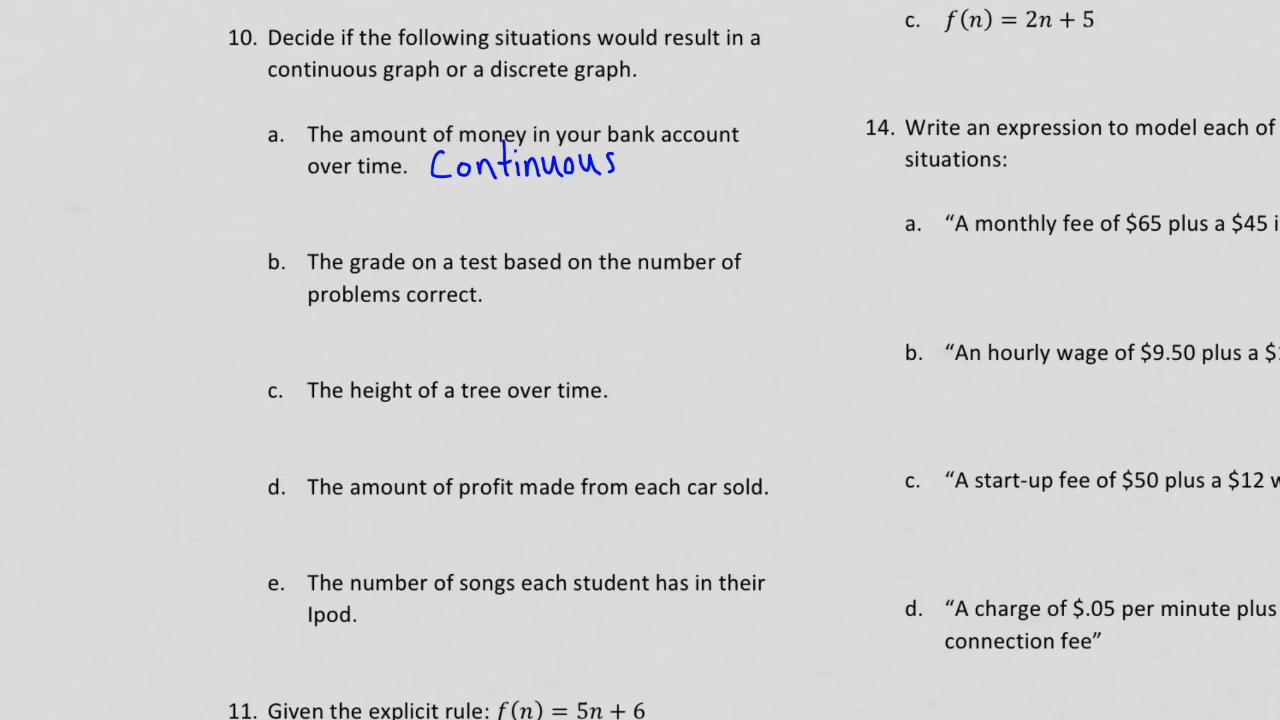 10. Decide if the following situations would result in a
continuous graph or a discrete graph.
a. The amount of money in your bank account
over time. Continuous
b. The grade on a test based on the number of
problems correct.
c. The height of a tree over time.
d. The amount of profit made from each car sold.
e. The number of songs each student has in their
Ipod.
11. Given the explicit rule: f(n) = 5n + 6
c. f(n) = 2n + 5
14. Write an expression to model each of
situations:
a. “A monthly fee of $65 plus a $45
b. “An hourly wage of $9.50 plus a
c. “A start-up fee of $50 plus a $12
d. “A charge of $.05 per minute plus
connection fee”